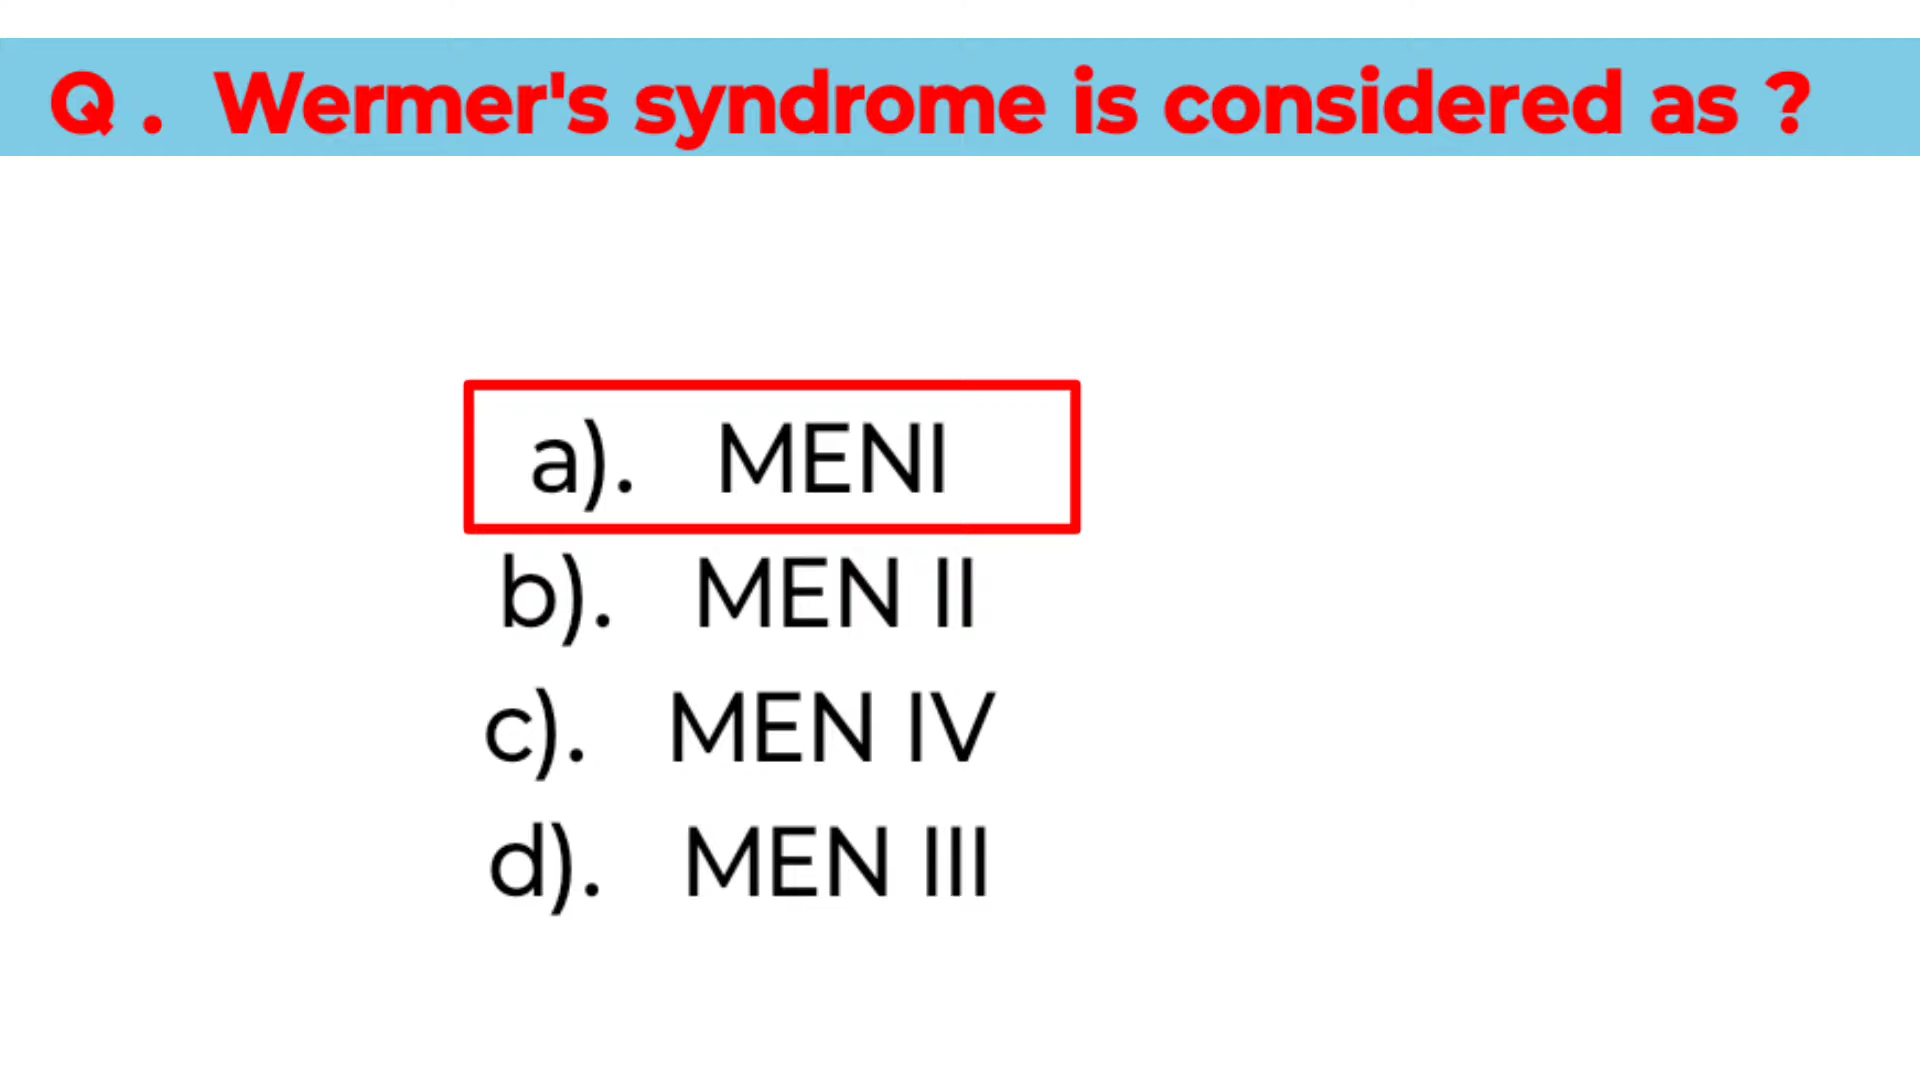 Q . Wermer's syndrome is considered as ?
a). MENI
b). MEN II
c). MEN IV
d). MEN III